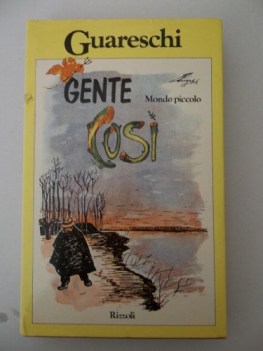 Guareschi
GENTE
Mondo piccolo
Così
Rizzoli